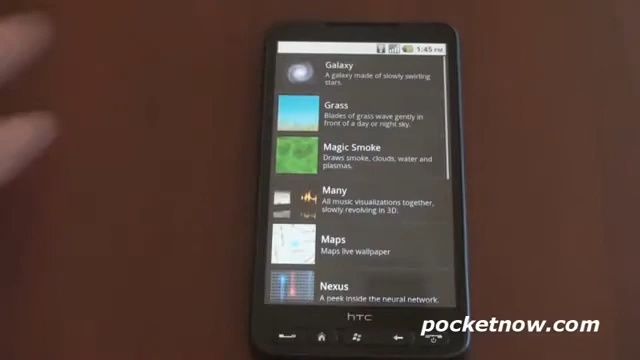 1:45 PM
Galaxy
A galaxy made of slowly swirling
stars.
Grass
Blades of grass wave gently in
front of a day or night sky.
Magic Smoke
Draws smoke, clouds, water and
plasmas.
Many
All music visualizations together,
slowly revolving in 3D.
Maps
Maps live wallpaper
Nexus
A peek inside the neural network.
hTC
pocketnow.com